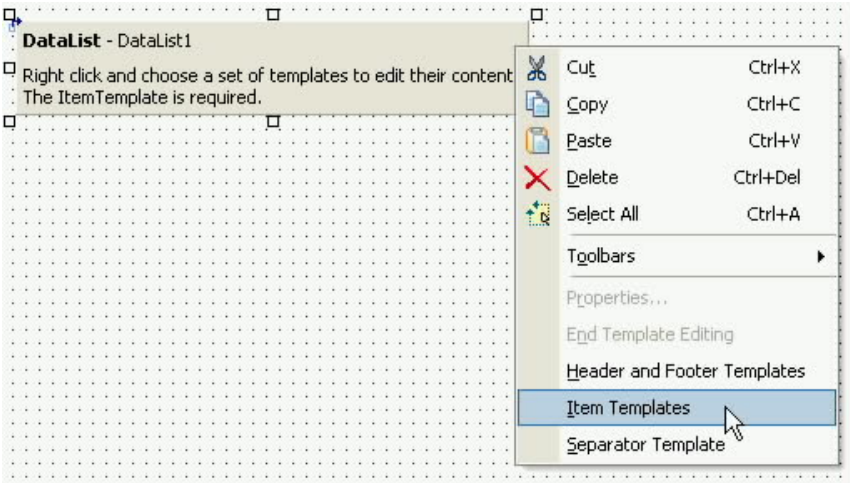 DataList - DataList1
Right click and choose a set of templates to edit their content
The ItemTemplate is required.
Cut Ctrl+X
Copy Ctrl+C
Paste Ctrl+V
Delete Ctrl+Del
Select All Ctrl+A
Toolbars
Properties...
End Template Editing
Header and Footer Templates
Item Templates
Separator Template